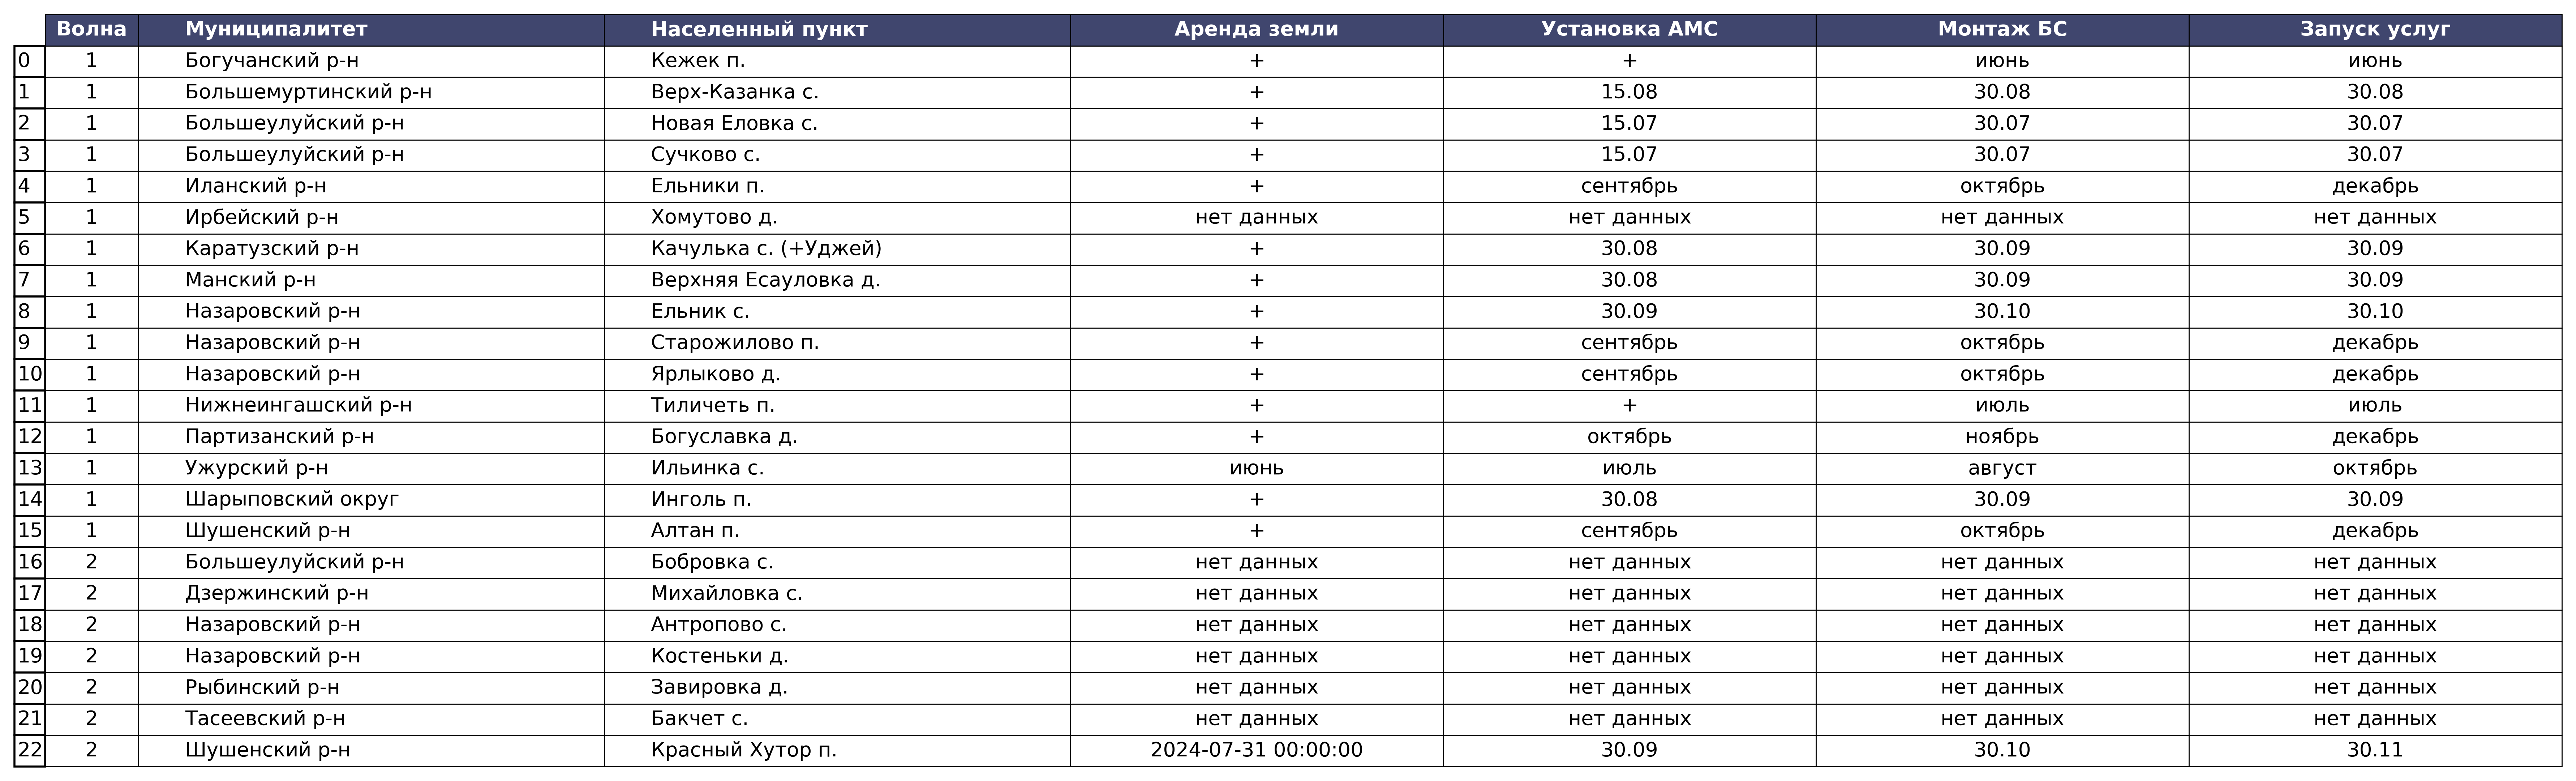 Волна Муниципалитет Населенный пункт Аренда земли Установка АМС Монтаж БС Запуск услуг
0 1 Богучанский р-н Кежек п. + + июнь июнь
1 1 Большемуртинский р-н Верх-Казанка с. + 15.08 30.08 30.08
2 1 Большеулуйский р-н Новая Еловка с. + 15.07 30.07 30.07
3 1 Большеулуйский р-н Сучково с. + 15.07 30.07 30.07
4 1 Иланский р-н Ельники п. + сентябрь октябрь декабрь
5 1 Ирбейский р-н Хомутово д. нет данных нет данных нет данных нет данных
6 1 Каратузский р-н Качулька с. (+Уджей) + 30.08 30.09 30.09
7 1 Манский р-н Верхняя Есауловка д. + 30.08 30.09 30.09
8 1 Назаровский р-н Ельник с. + 30.09 30.10 30.10
9 1 Назаровский р-н Старожилово п. + сентябрь октябрь декабрь
10 1 Назаровский р-н Ярлыково д. + сентябрь октябрь декабрь
11 1 Нижнеингашский р-н Тиличеть п. + + июль июль
12 1 Партизанский р-н Богуславка д. + октябрь ноябрь декабрь
13 1 Ужурский р-н Ильинка с. июнь июль август октябрь
14 1 Шарыповский округ Инголь п. + 30.08 30.09 30.09
15 1 Шушенский р-н Алтан п. + сентябрь октябрь декабрь
16 2 Большеулуйский р-н Бобровка с. нет данных нет данных нет данных нет данных
17 2 Дзержинский р-н Михайловка с. нет данных нет данных нет данных нет данных
18 2 Назаровский р-н Антропово с. нет данных нет данных нет данных нет данных
19 2 Назаровский р-н Костеньки д. нет данных нет данных нет данных нет данных
20 2 Рыбинский р-н Завировка д. нет данных нет данных нет данных нет данных
21 2 Тасеевский р-н Бакчет с. нет данных нет данных нет данных нет данных
22 2 Шушенский р-н Красный Хутор п. 2024-07-31 00:00:00 30.09 30.10 30.11